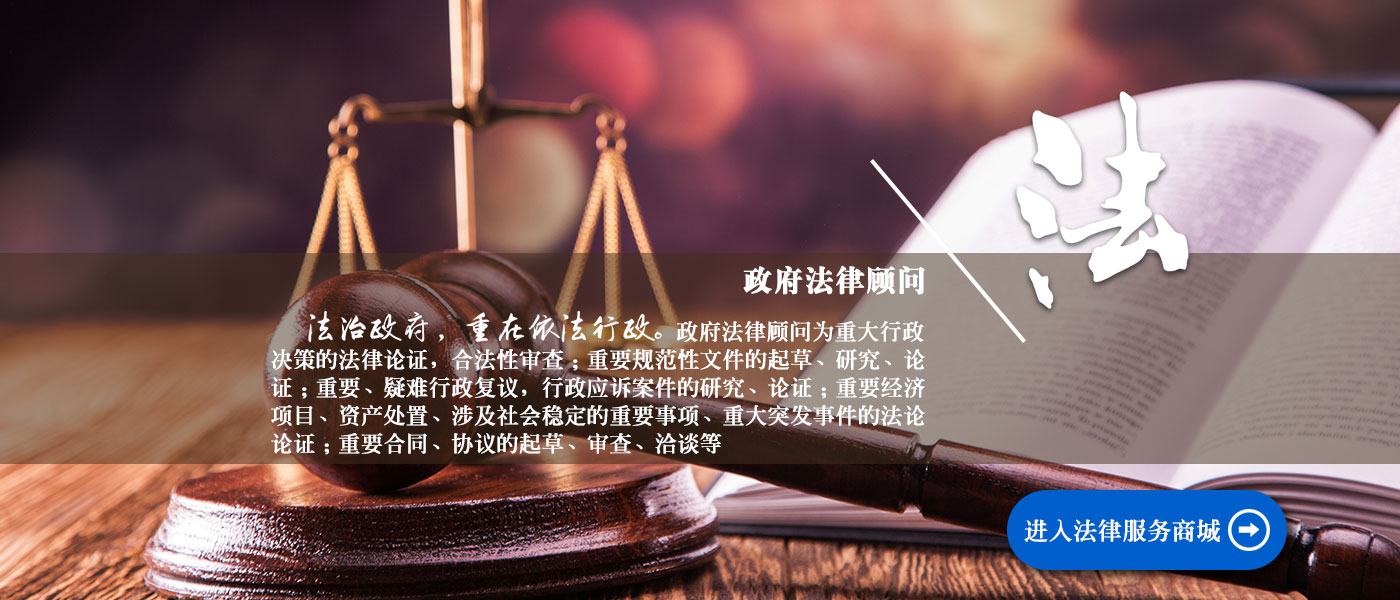 法
政府法律顾问
法治政府，重在依法行政。政府法律顾问为重大行政
决策的法律论证，合法性审查；重要规范性文件的起草、研究、论
证；重要、疑难行政复议，行政应诉案件的研究、论证；重要经济
项目、资产处置、涉及社会稳定的重要事项、重大突发事件的法论
论证；重要合同、协议的起草、审查、洽谈等
进入法律服务商城